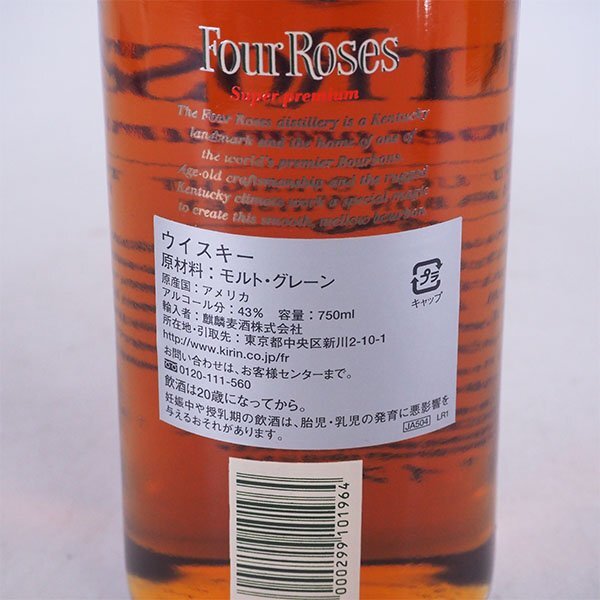 Four Roses
Super premium
The Four Roses distillery is a Kentucky
landmark and the home of one of
the world's premier Bourbons.
Age-old craftsmanship and the rugged
Kentucky climate work a special magic
to create this smooth, mellow bourbon.
ウイスキー
原材料：モルト・グレーン
原産国：アメリカ
アルコール分：43% 容量：750ml
輸入者：麒麟麦酒株式会社
所在地・引取先：東京都中央区新川2-10-1
http://www.kirin.co.jp/fr
お問い合わせは、お客様センターまで。
0120-111-560
飲酒は20歳になってから。
妊娠中や授乳期の飲酒は、胎児・乳児の発育に悪影響を
与えるおそれがあります。
プラ
キャップ
JA504 LR1
000299 101964